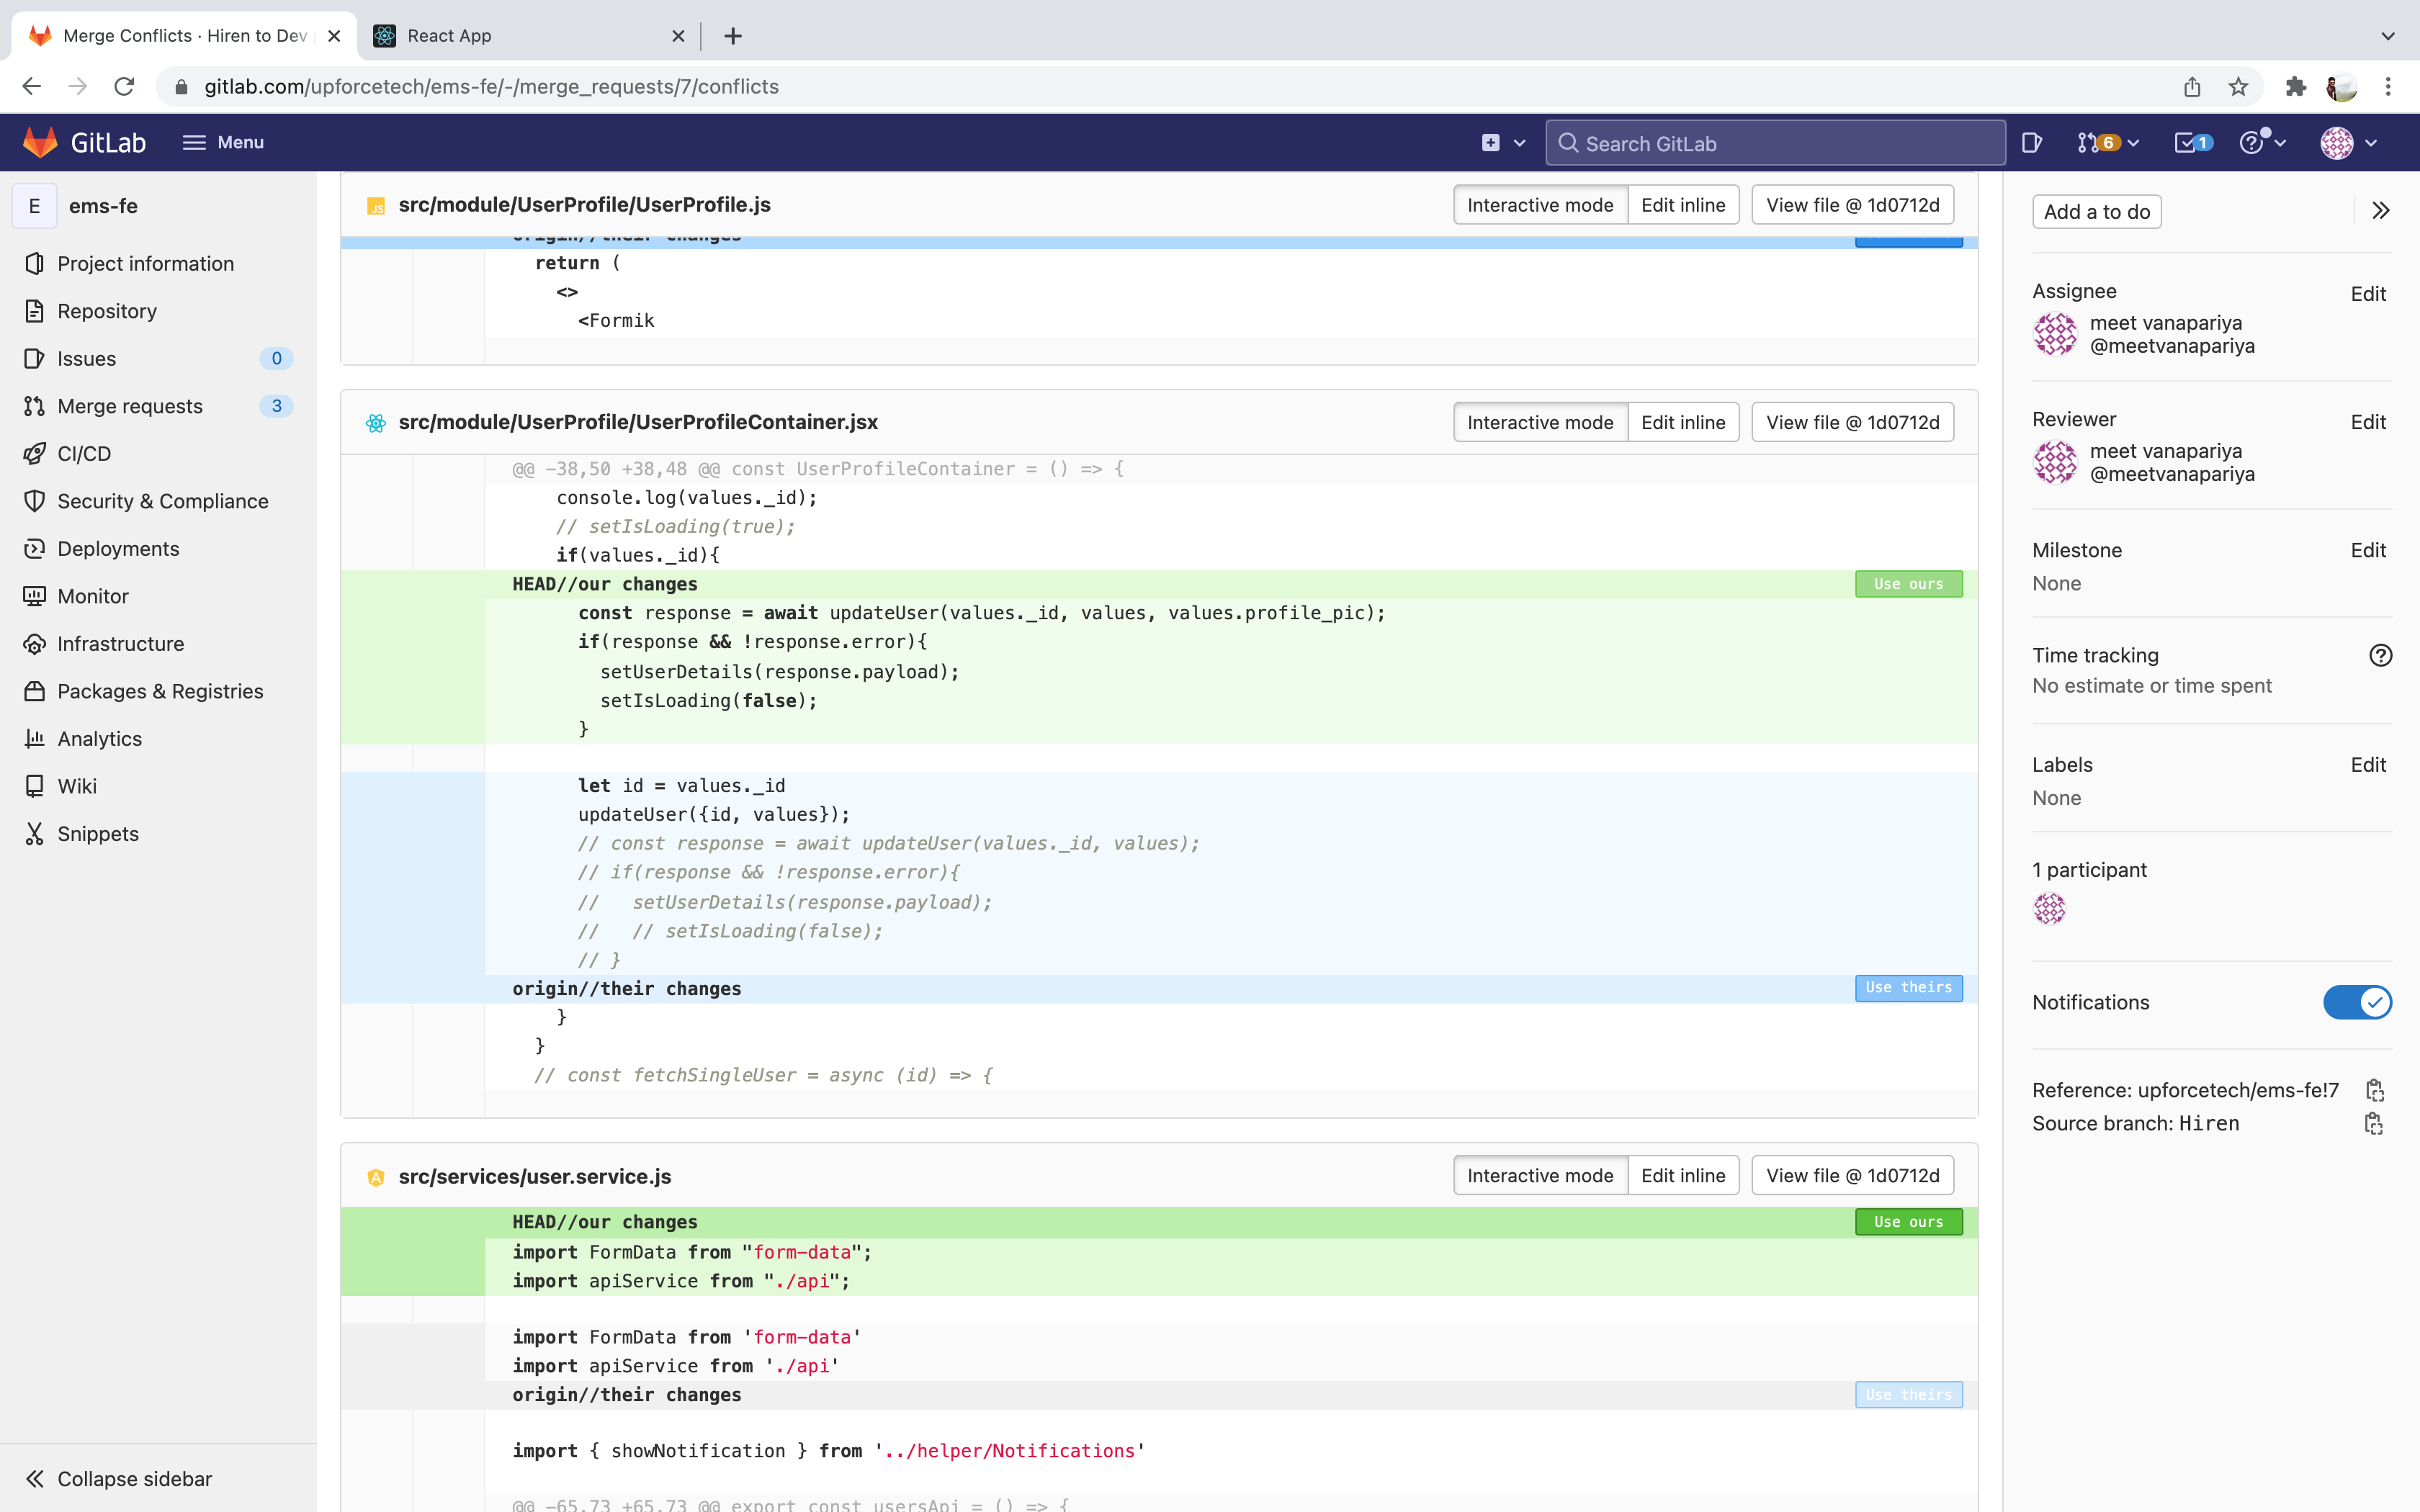 Merge Conflicts · Hiren to Dev
React App
gitlab.com/upforcetech/ems-fe/-/merge_requests/7/conflicts
GitLab
Menu
Search GitLab
6
1
E
ems-fe
Project information
Repository
Issues
0
Merge requests
3
CI/CD
Security & Compliance
Deployments
Monitor
Infrastructure
Packages & Registries
Analytics
Wiki
Snippets
Collapse sidebar
src/module/UserProfile/UserProfile.js
Interactive mode
Edit inline
View file @ 1d0712d
origin//their changes
return (
<>
<Formik
src/module/UserProfile/UserProfileContainer.jsx
Interactive mode
Edit inline
View file @ 1d0712d
@@ -38,50 +38,48 @@ const UserProfileContainer = () => {
console.log(values._id);
// setIsLoading(true);
if(values._id){
HEAD//our changes
Use ours
const response = await updateUser(values._id, values, values.profile_pic);
if(response && !response.error){
setUserDetails(response.payload);
setIsLoading(false);
}
let id = values._id
updateUser({id, values});
// const response = await updateUser(values._id, values);
// if(response && !response.error){
//   setUserDetails(response.payload);
//   // setIsLoading(false);
// }
origin//their changes
Use theirs
}
}
// const fetchSingleUser = async (id) => {
src/services/user.service.js
Interactive mode
Edit inline
View file @ 1d0712d
HEAD//our changes
Use ours
import FormData from "form-data";
import apiService from "./api";
import FormData from 'form-data'
import apiService from './api'
origin//their changes
Use theirs
import { showNotification } from '../helper/Notifications'
@@ -65,73 +65,73 @@ export const usersApi = () => {
Add a to do
Assignee
Edit
meet vanapariya
@meetvanapariya
Reviewer
Edit
meet vanapariya
@meetvanapariya
Milestone
Edit
None
Time tracking
No estimate or time spent
Labels
Edit
None
1 participant
Notifications
Reference: upforcetech/ems-fe!7
Source branch: Hiren